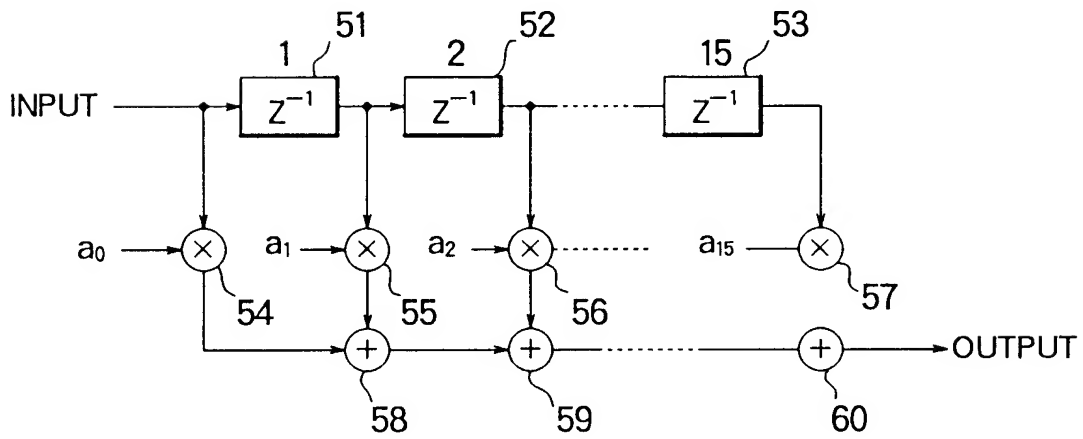 51
52
53
1
2
15
INPUT
Z⁻¹
Z⁻¹
Z⁻¹
a₀
×
a₁
×
a₂
×
a₁₅
×
54
55
56
57
+
+
+
OUTPUT
58
59
60